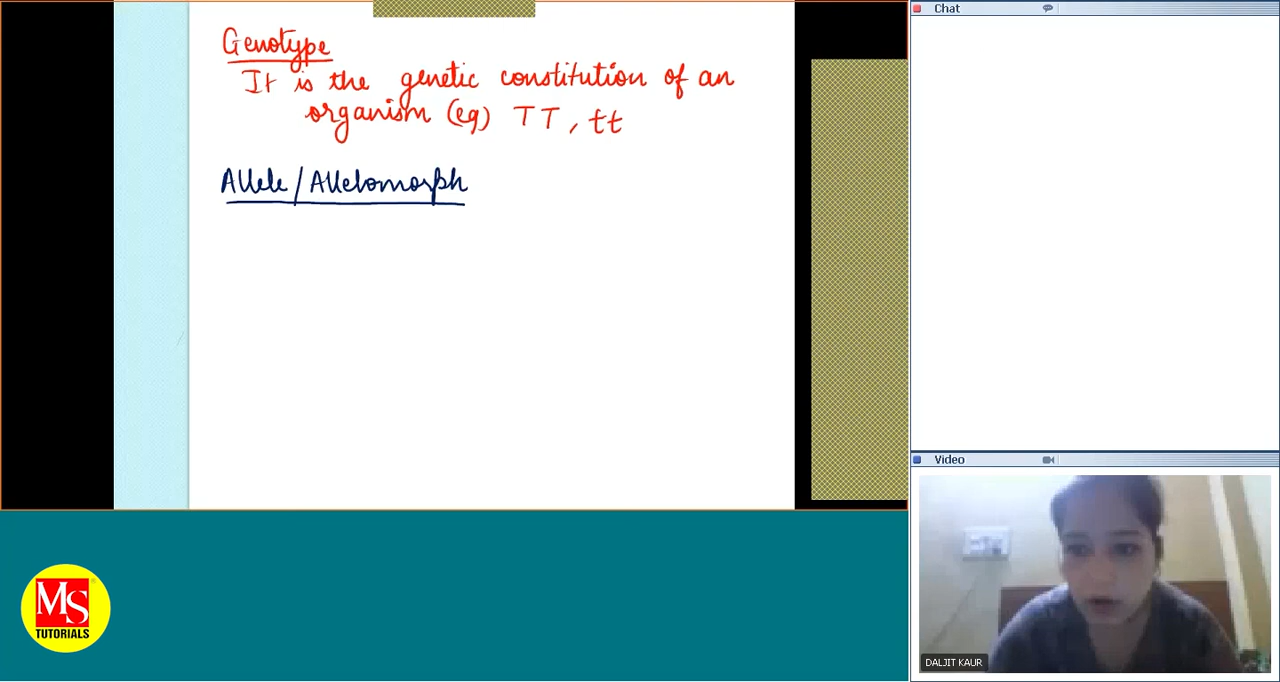 Genotype
It is the genetic constitution of an
organism (eg) TT, tt
Allele/Allelomorph
Chat
Video
DALJIT KAUR
MS
TUTORIALS